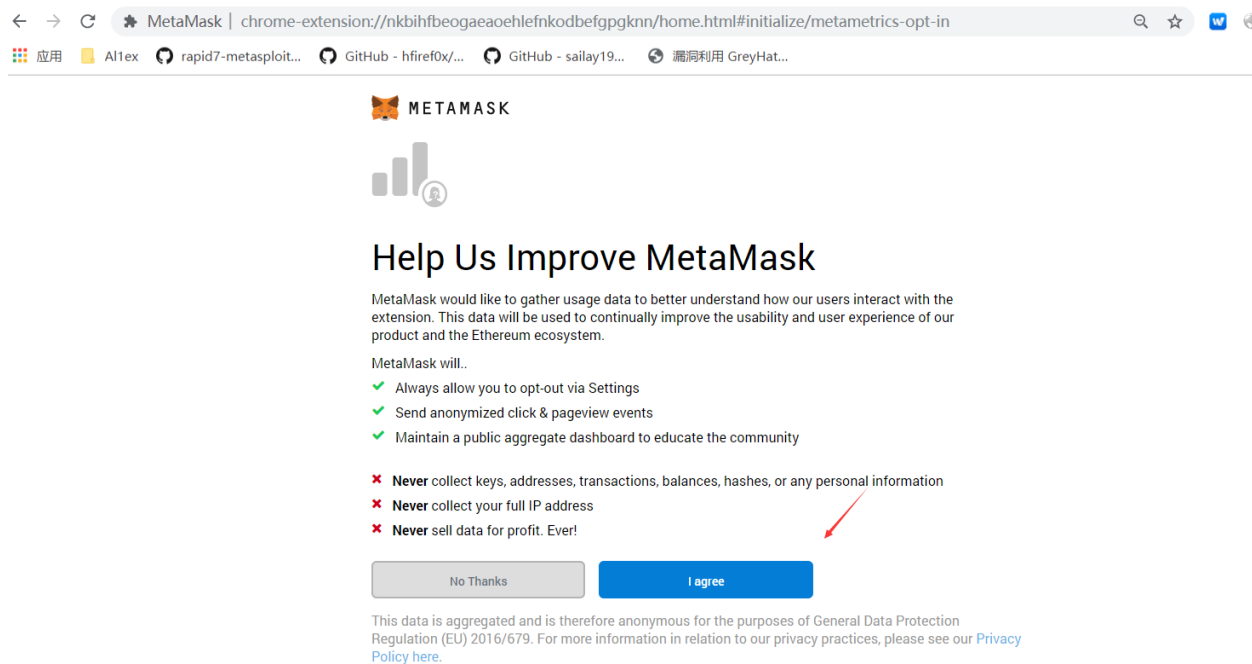 MetaMask | chrome-extension://nkbihfbeogaeaoehlefnkodbefgpgknn/home.html#initialize/metametrics-opt-in
应用 Al1ex rapid7-metasploit... GitHub - hfiref0x/... GitHub - sailay19... 漏洞利用 GreyHat...
METAMASK
Help Us Improve MetaMask
MetaMask would like to gather usage data to better understand how our users interact with the
extension. This data will be used to continually improve the usability and user experience of our
product and the Ethereum ecosystem.
MetaMask will..
Always allow you to opt-out via Settings
Send anonymized click & pageview events
Maintain a public aggregate dashboard to educate the community
Never collect keys, addresses, transactions, balances, hashes, or any personal information
Never collect your full IP address
Never sell data for profit. Ever!
No Thanks
I agree
This data is aggregated and is therefore anonymous for the purposes of General Data Protection
Regulation (EU) 2016/679. For more information in relation to our privacy practices, please see our Privacy
Policy here.